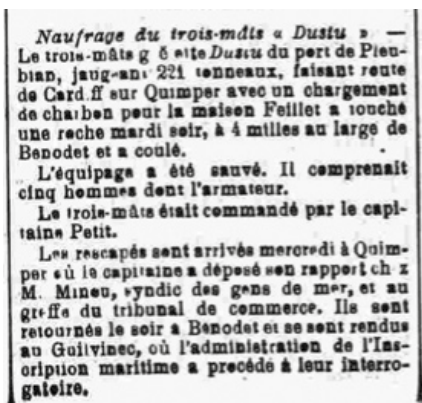 Naufrage du trois-mâts « Dustu » —
Le trois-mâts g ë ette Dustu du port de Pleu-
bian, jaug-ant 221 tonneaux, faisant route
de Card.ff sur Quimper avec un chargement
de charbon pour la maison Feillet a touché
une roche mardi soir, à 4 milles au large de
Benodet et a coulé.
L'équipage a été sauvé. Il comprenait
cinq hommes dont l'armateur.
Le trois-mâts était commandé par le capi-
taine Petit.
Les rescapés sont arrivés mercredi à Quim-
per où le capitaine a déposé son rapport ch z
M. Minou, syndic des gens de mer, et au
greffe du tribunal de commerce. Ils sont
retournés le soir à Benodet et se sont rendus
au Guilvinec, où l'administration de l'Ins-
cription maritime a precédé à leur interro-
gatoire.